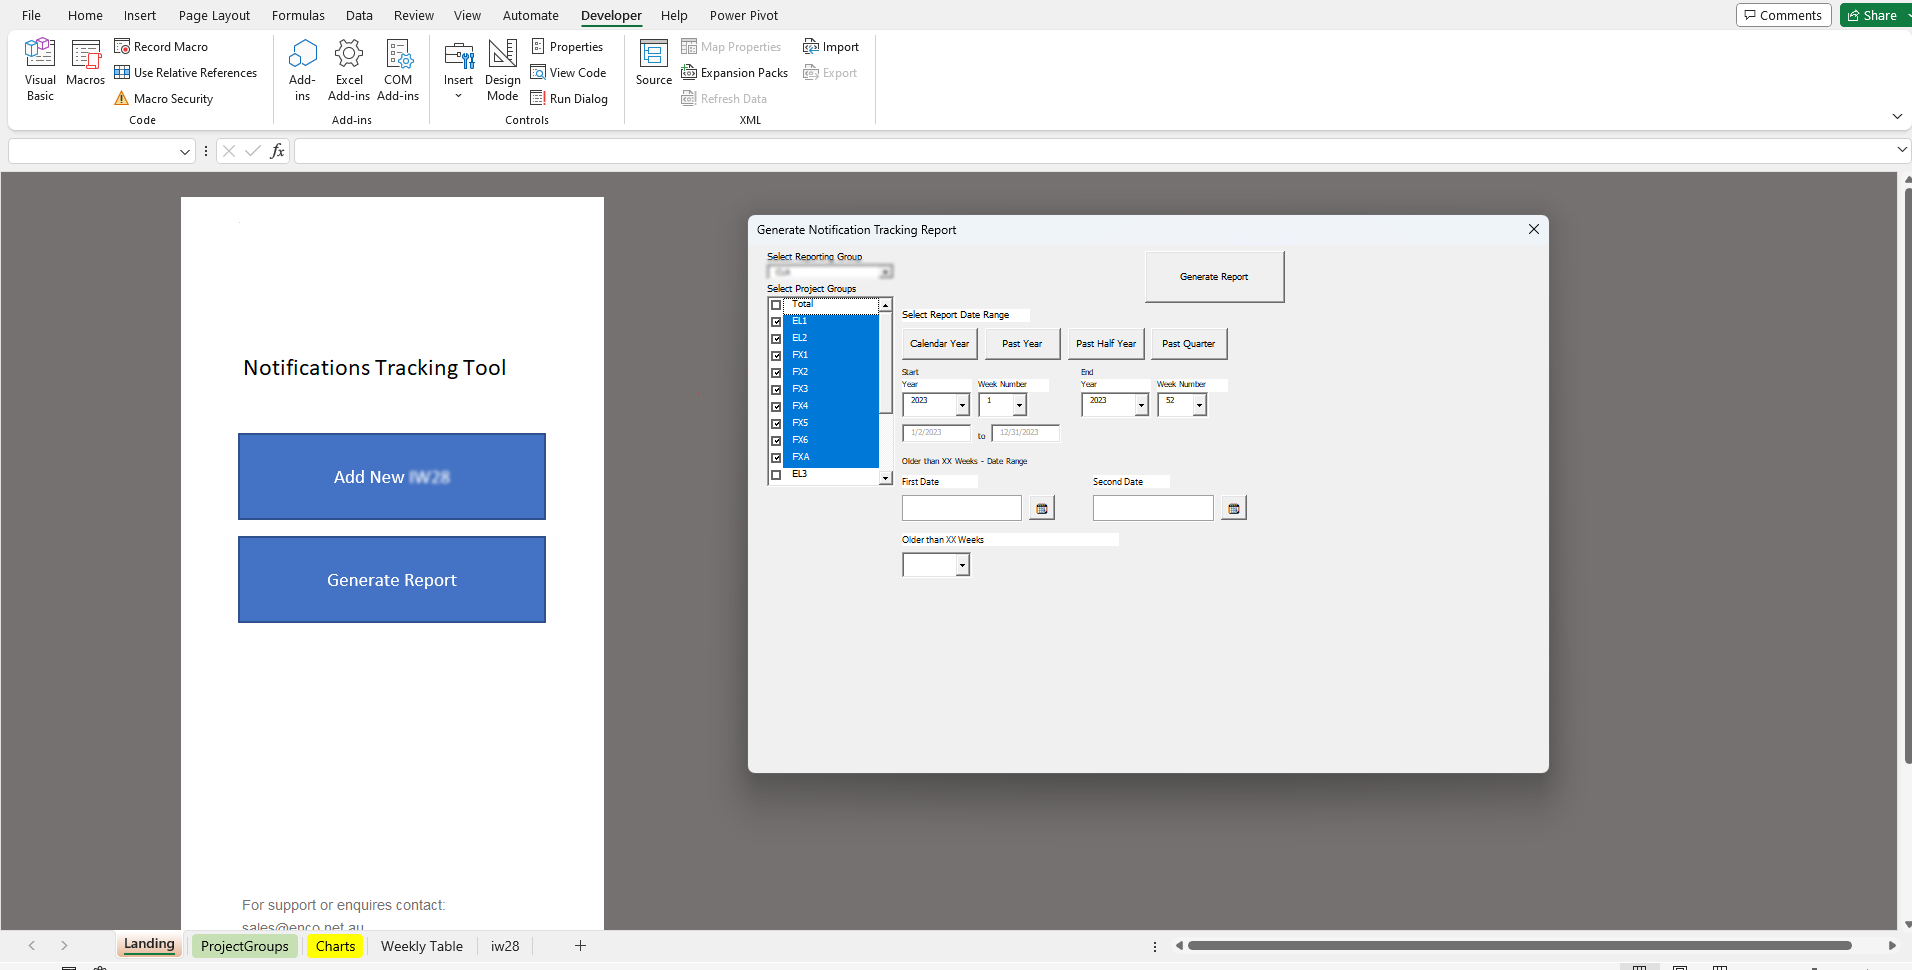 File Home Insert Page Layout Formulas Data Review View Automate Developer Help Power Pivot Comments Share
Visual Basic
Macros
Record Macro
Use Relative References
Macro Security
Code
Add-ins
Excel Add-ins
COM Add-ins
Add-ins
Insert
Design Mode
Properties
View Code
Run Dialog
Controls
Source
Map Properties
Expansion Packs
Refresh Data
Import
Export
XML
fx
Notifications Tracking Tool
Add New IW28
Generate Report
For support or enquires contact:
sales@enco.net.au
Generate Notification Tracking Report
Select Reporting Group
Select Project Groups
Total
EL1
EL2
FX1
FX2
FX3
FX4
FX5
FX6
FXA
EL3
Generate Report
Select Report Date Range
Calendar Year Past Year Past Half Year Past Quarter
Start End
Year Week Number Year Week Number
2023 1 2023 52
1/2/2023 to 12/31/2023
Older than XX Weeks - Date Range
First Date Second Date
Older than XX Weeks
Landing ProjectGroups Charts Weekly Table iw28